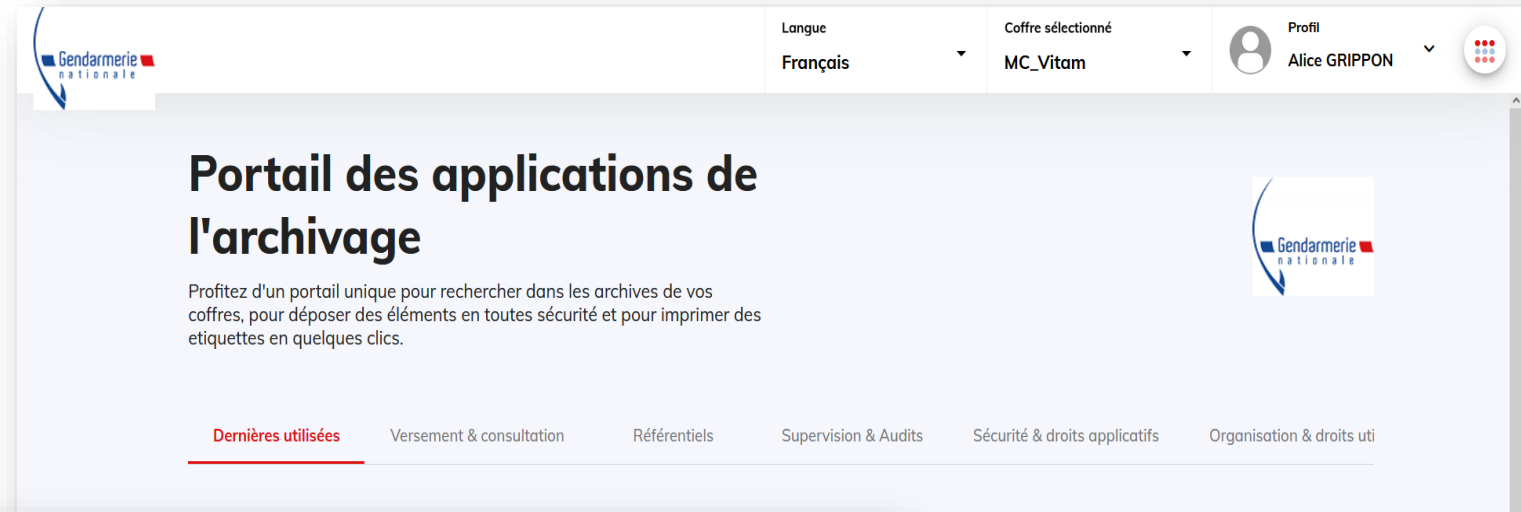 Gendarmerie
nationale
Langue
Français
Coffre sélectionné
MC_Vitam
Profil
Alice GRIPPON
Portail des applications de
l'archivage
Profitez d'un portail unique pour rechercher dans les archives de vos
coffres, pour déposer des éléments en toutes sécurité et pour imprimer des
etiquettes en quelques clics.
Gendarmerie
nationale
Dernières utilisées Versement & consultation Référentiels Supervision & Audits Sécurité & droits applicatifs Organisation & droits uti